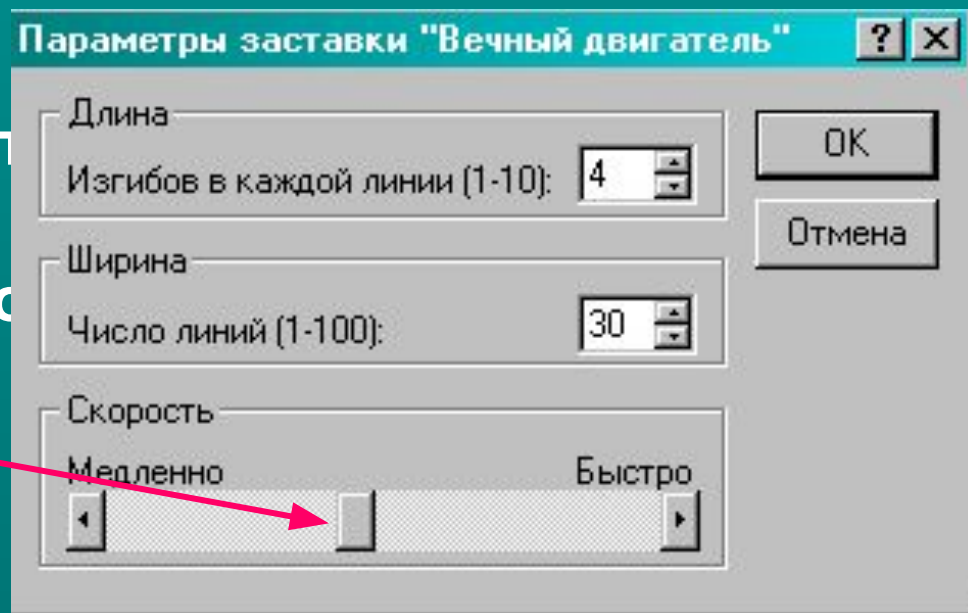 Параметры заставки "Вечный двигатель"
Длина
Изгибов в каждой линии (1-10): 4
OK
Отмена
Ширина
Число линий (1-100): 30
Скорость
Медленно Быстро